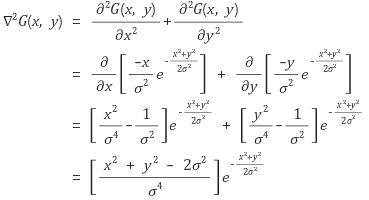 ∇²G(x, y) = ∂²G(x, y)/∂x² + ∂²G(x, y)/∂y²
= ∂/∂x [ –x/σ² e^(-(x²+y²)/2σ²) ] + ∂/∂y [ –y/σ² e^(-(x²+y²)/2σ²) ]
= [ x²/σ⁴ – 1/σ² ] e^(-(x²+y²)/2σ²) + [ y²/σ⁴ – 1/σ² ] e^(-(x²+y²)/2σ²)
= [ (x² + y² – 2σ²)/σ⁴ ] e^(-(x²+y²)/2σ²)